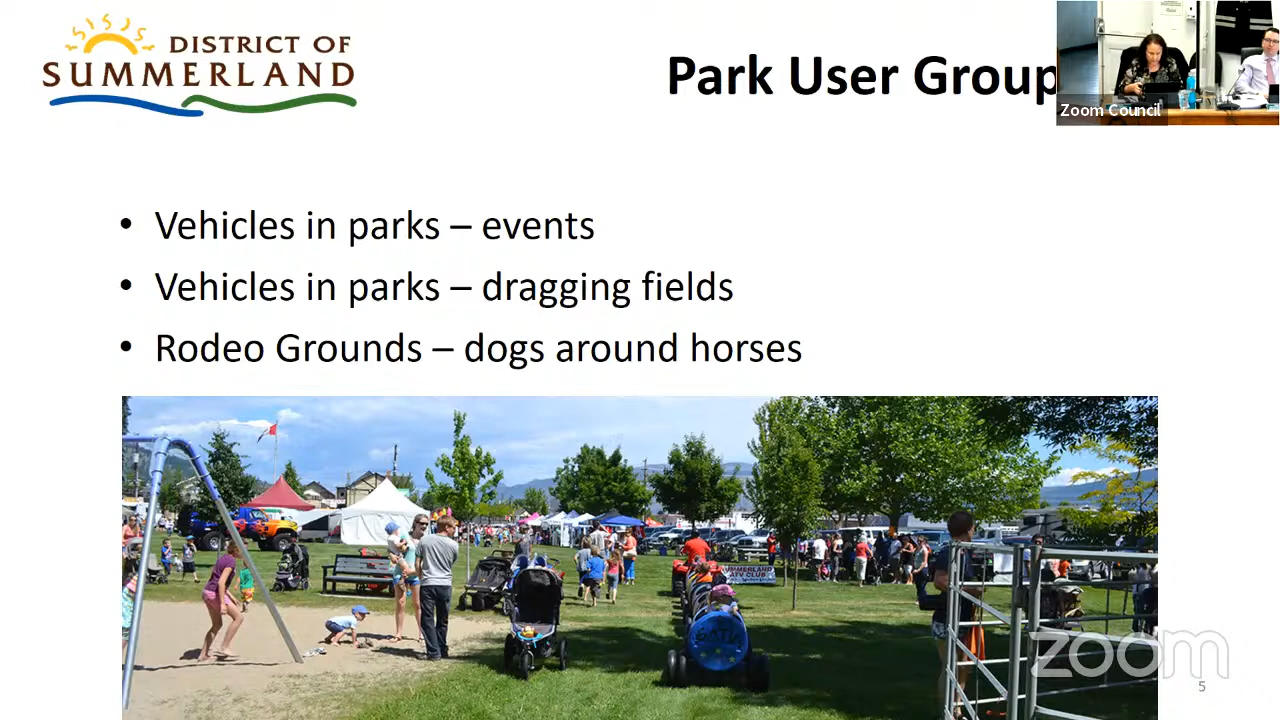 DISTRICT OF
SUMMERLAND
Park User Group
Zoom Council
• Vehicles in parks – events
• Vehicles in parks – dragging fields
• Rodeo Grounds – dogs around horses
SUMMERLAND
ATV CLUB
zoom
5